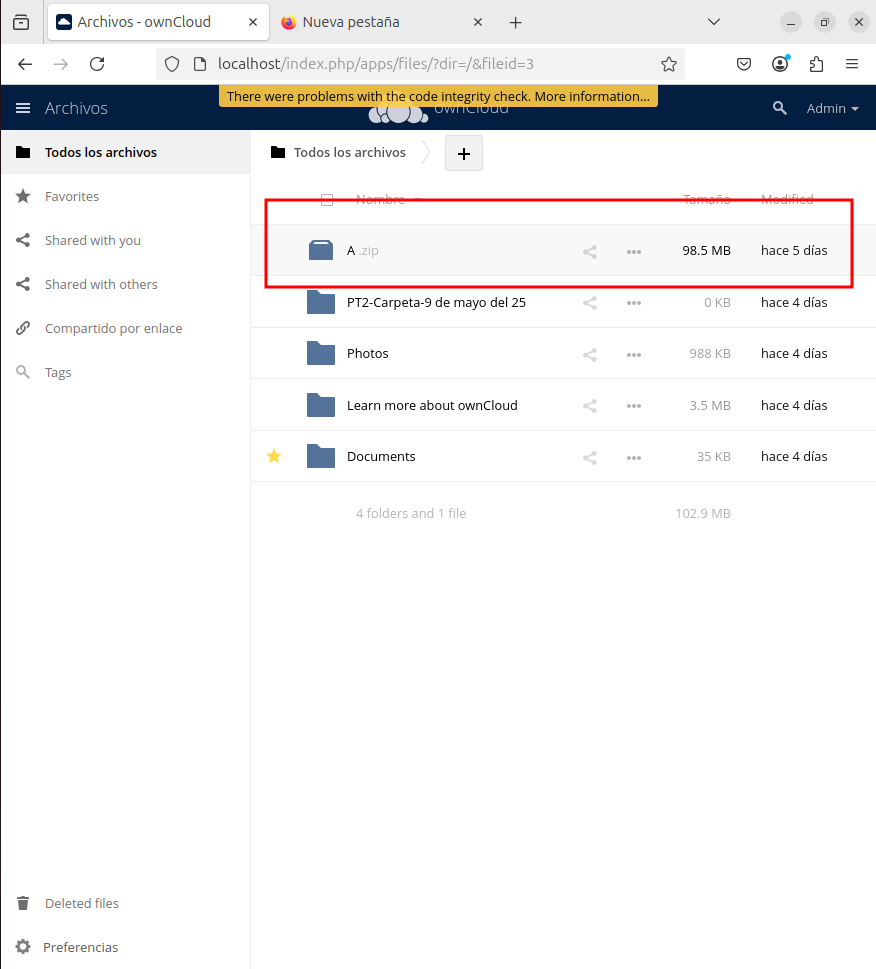 Archivos - ownCloud
Nueva pestaña
localhost/index.php/apps/files/?dir=/&fileid=3
There were problems with the code integrity check. More information…
Archivos
ownCloud
Admin
Todos los archivos
Favorites
Shared with you
Shared with others
Compartido por enlace
Tags
Deleted files
Preferencias
Todos los archivos
Nombre Tamaño Modified
A .zip 98.5 MB hace 5 días
PT2-Carpeta-9 de mayo del 25 0 KB hace 4 días
Photos 988 KB hace 4 días
Learn more about ownCloud 3.5 MB hace 4 días
Documents 35 KB hace 4 días
4 folders and 1 file 102.9 MB